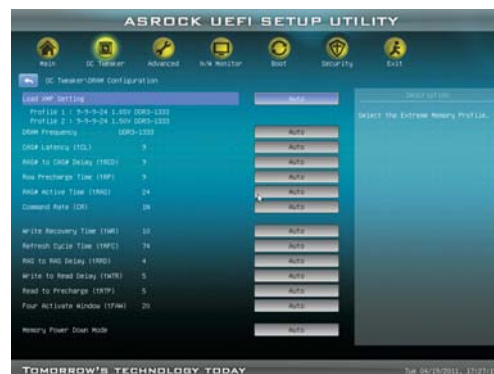 ASROCK UEFI SETUP UTILITY
Main OC Tweaker Advanced H/W Monitor Boot Security Exit
OC Tweaker\DRAM Configuration
Load XMP Setting Auto
Profile 1 : 9-9-9-24 1.65V DDR3-1333
Profile 2 : 9-9-9-24 1.50V DDR3-1333
DRAM Frequency DDR3-1333 Auto
CAS# Latency (tCL) 9 Auto
RAS# to CAS# Delay (tRCD) 9 Auto
Row Precharge Time (tRP) 9 Auto
RAS# Active Time (tRAS) 24 Auto
Command Rate (CR) 1N Auto
Write Recovery Time (tWR) 10 Auto
Refresh Cycle Time (tRFC) 74 Auto
RAS to RAS Delay (tRRD) 4 Auto
Write to Read Delay (tWTR) 5 Auto
Read to Precharge (tRTP) 5 Auto
Four Activate Window (tFAW) 20 Auto
Memory Power Down Mode Auto
Description
Select the Extreme Memory Profile.
TOMORROW'S TECHNOLOGY TODAY
Tue 04/19/2011, 17:27: